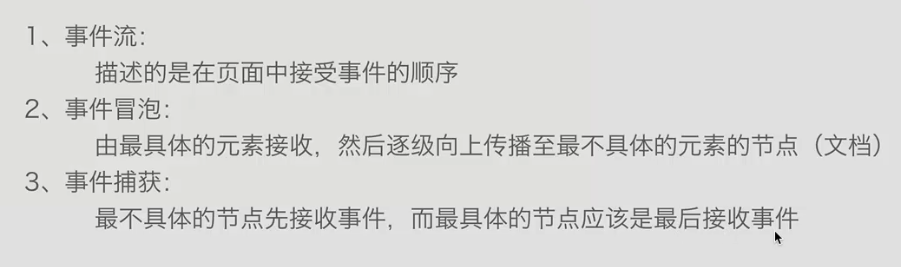 1、事件流：
描述的是在页面中接受事件的顺序
2、事件冒泡：
由最具体的元素接收，然后逐级向上传播至最不具体的元素的节点（文档）
3、事件捕获：
最不具体的节点先接收事件，而最具体的节点应该是最后接收事件